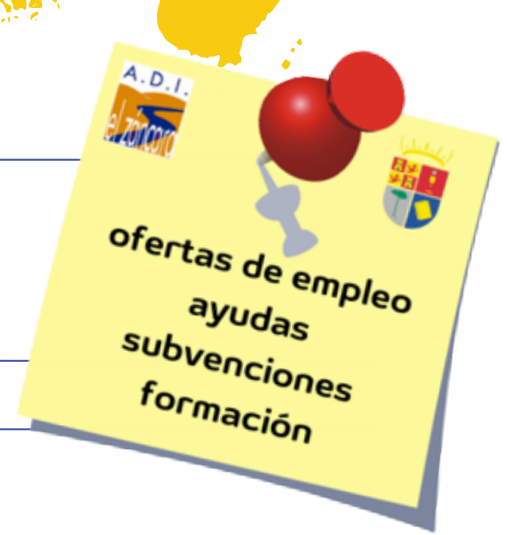 A.D.I.
el záncara
ofertas de empleo
ayudas
subvenciones
formación